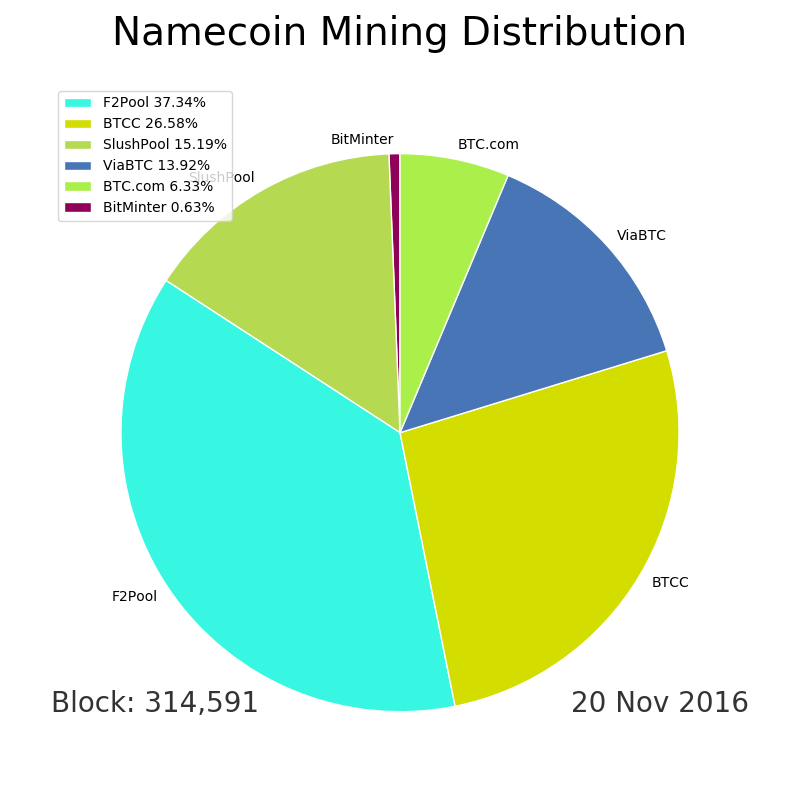 Namecoin Mining Distribution
F2Pool 37.34%
BTCC 26.58%
SlushPool 15.19%
ViaBTC 13.92%
BTC.com 6.33%
BitMinter 0.63%
BitMinter
BTC.com
SlushPool
ViaBTC
BTCC
F2Pool
Block: 314,591
20 Nov 2016